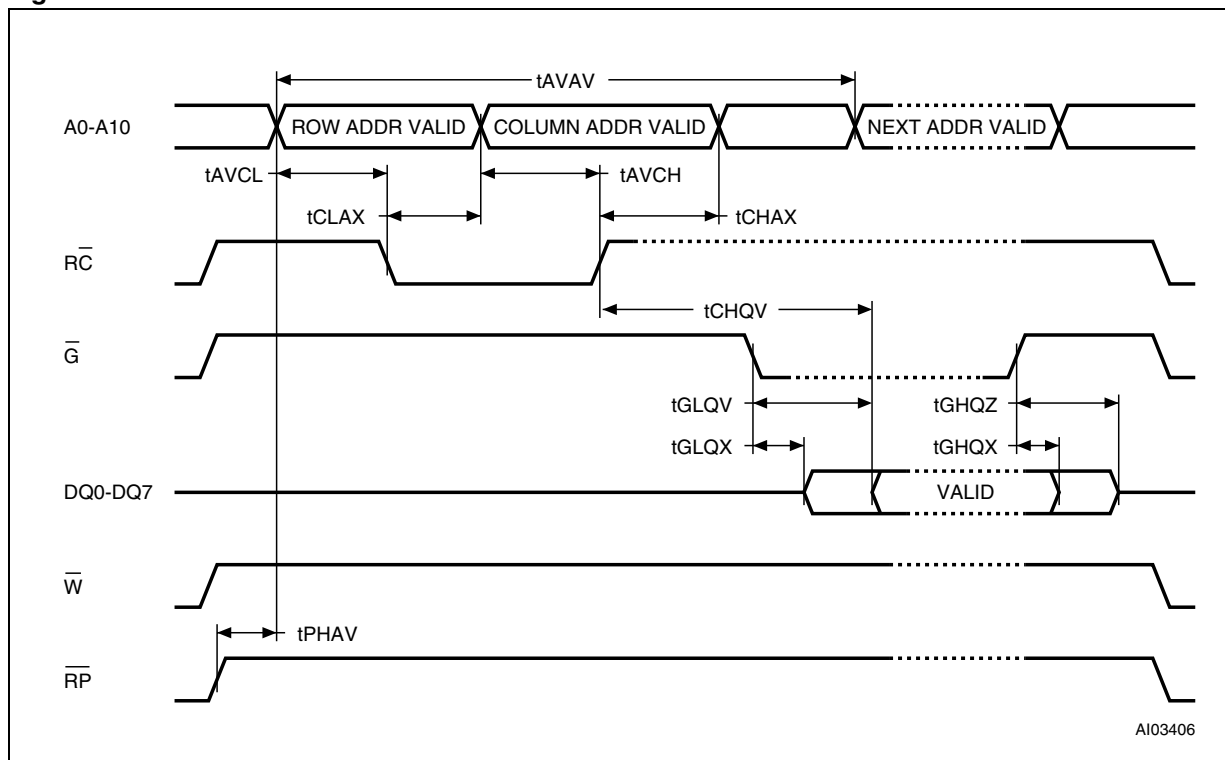 tAVAV
A0-A10 ROW ADDR VALID COLUMN ADDR VALID NEXT ADDR VALID
tAVCL tAVCH
tCLAX tCHAX
RC̅
tCHQV
G̅
tGLQV tGHQZ
tGLQX tGHQX
DQ0-DQ7 VALID
W̅
tPHAV
R̅P̅
AI03406